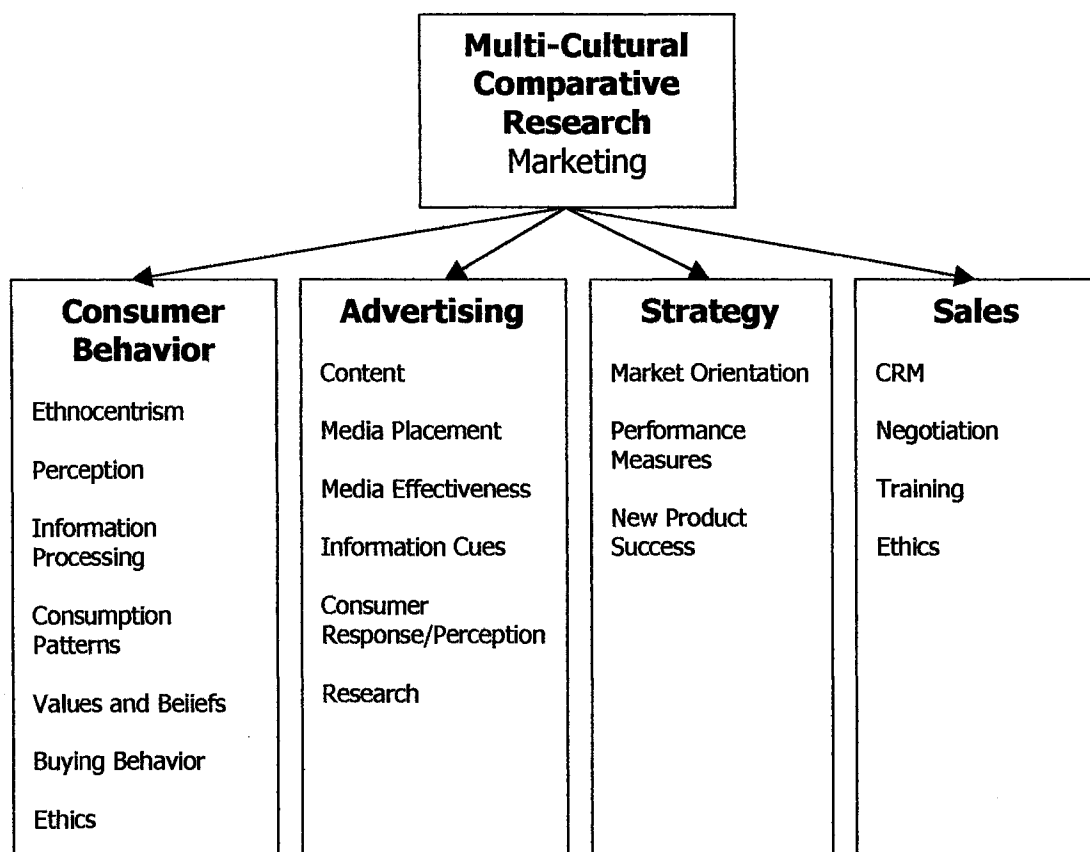 Multi-Cultural
Comparative
Research
Marketing
Consumer
Behavior
Ethnocentrism
Perception
Information
Processing
Consumption
Patterns
Values and Beliefs
Buying Behavior
Ethics
Advertising
Content
Media Placement
Media Effectiveness
Information Cues
Consumer
Response/Perception
Research
Strategy
Market Orientation
Performance
Measures
New Product
Success
Sales
CRM
Negotiation
Training
Ethics